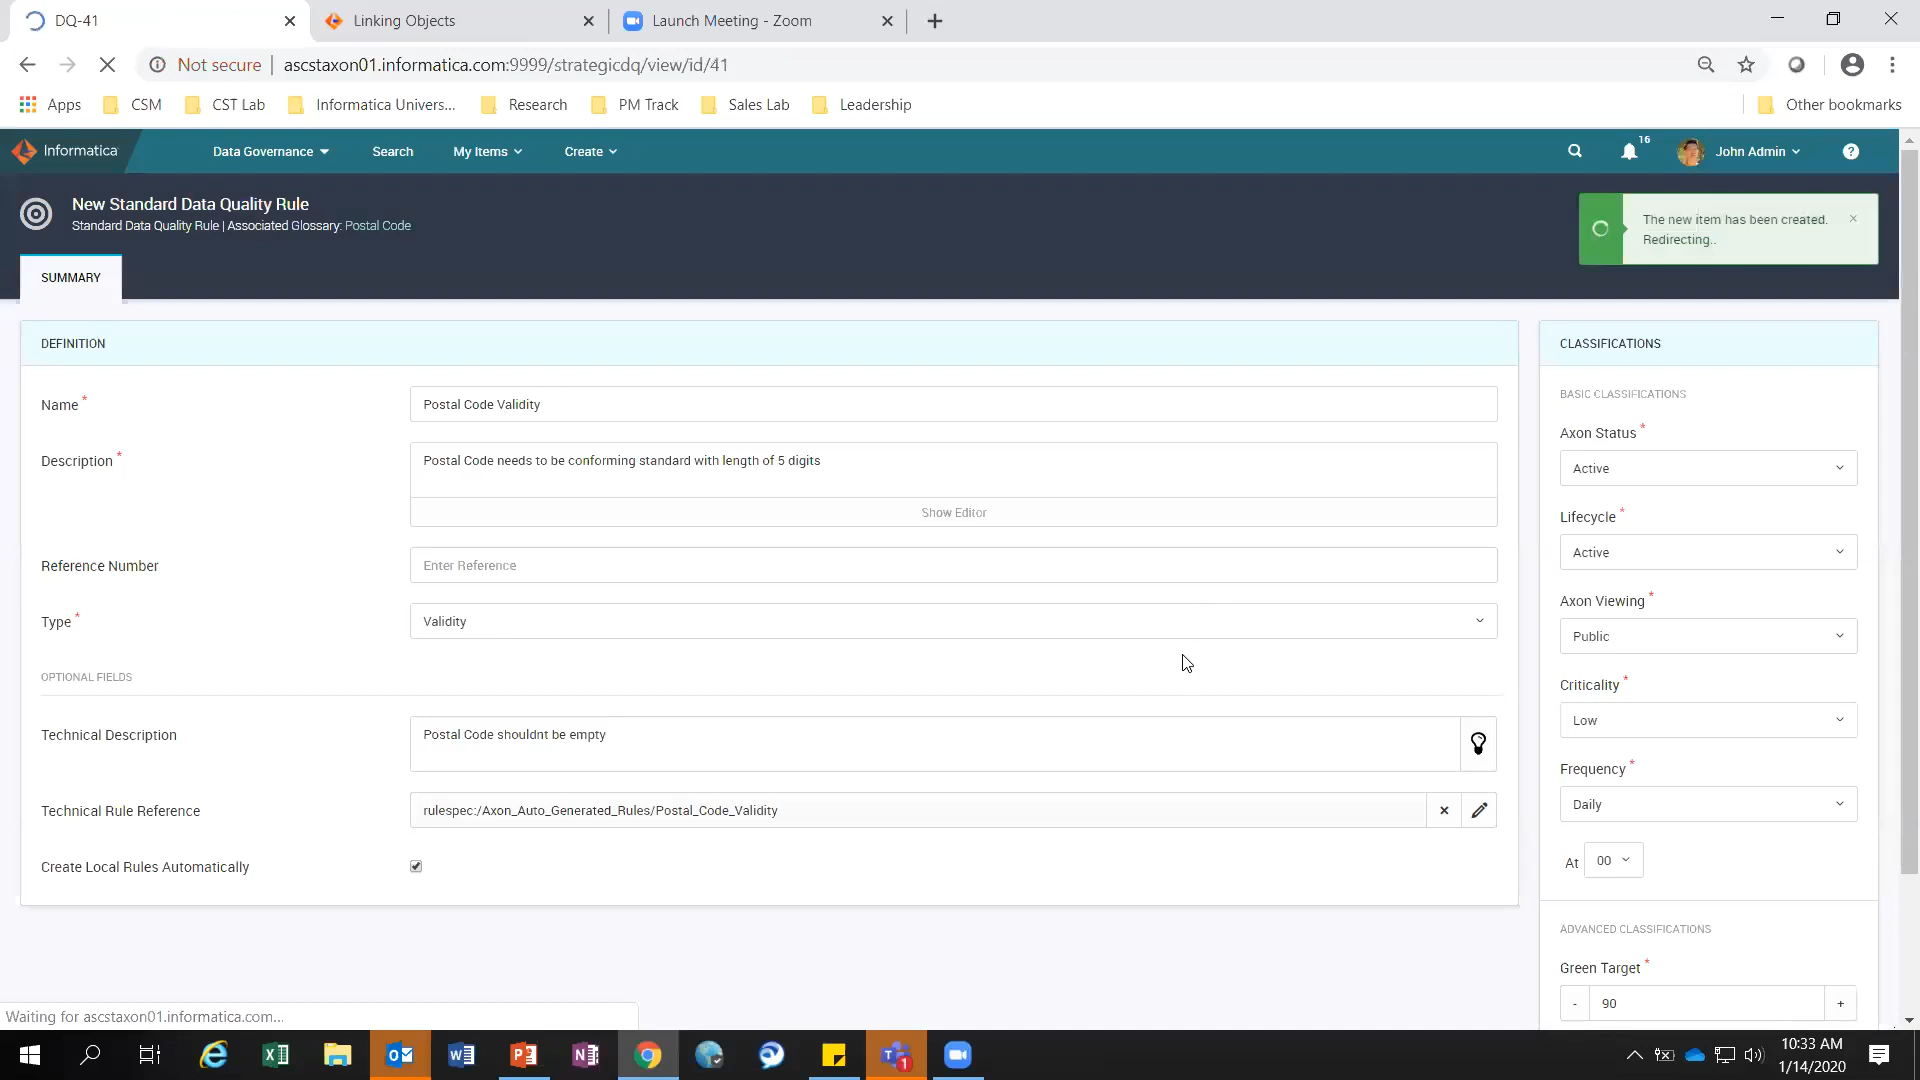 DQ-41
Linking Objects
Launch Meeting - Zoom
Not secure
ascstaxon01.informatica.com:9999/strategicdq/view/id/41
Apps
CSM
CST Lab
Informatica Univers...
Research
PM Track
Sales Lab
Leadership
Other bookmarks
Informatica
Data Governance
Search
My Items
Create
16
John Admin
?
New Standard Data Quality Rule
Standard Data Quality Rule | Associated Glossary: Postal Code
The new item has been created.
Redirecting..
SUMMARY
DEFINITION
Name *
Postal Code Validity
Description *
Postal Code needs to be conforming standard with length of 5 digits
Show Editor
Reference Number
Enter Reference
Type *
Validity
OPTIONAL FIELDS
Technical Description
Postal Code shouldnt be empty
Technical Rule Reference
rulespec:/Axon_Auto_Generated_Rules/Postal_Code_Validity
Create Local Rules Automatically
CLASSIFICATIONS
BASIC CLASSIFICATIONS
Axon Status *
Active
Lifecycle *
Active
Axon Viewing *
Public
Criticality *
Low
Frequency *
Daily
At
00
ADVANCED CLASSIFICATIONS
Green Target *
-
90
+
Waiting for ascstaxon01.informatica.com...
10:33 AM
1/14/2020